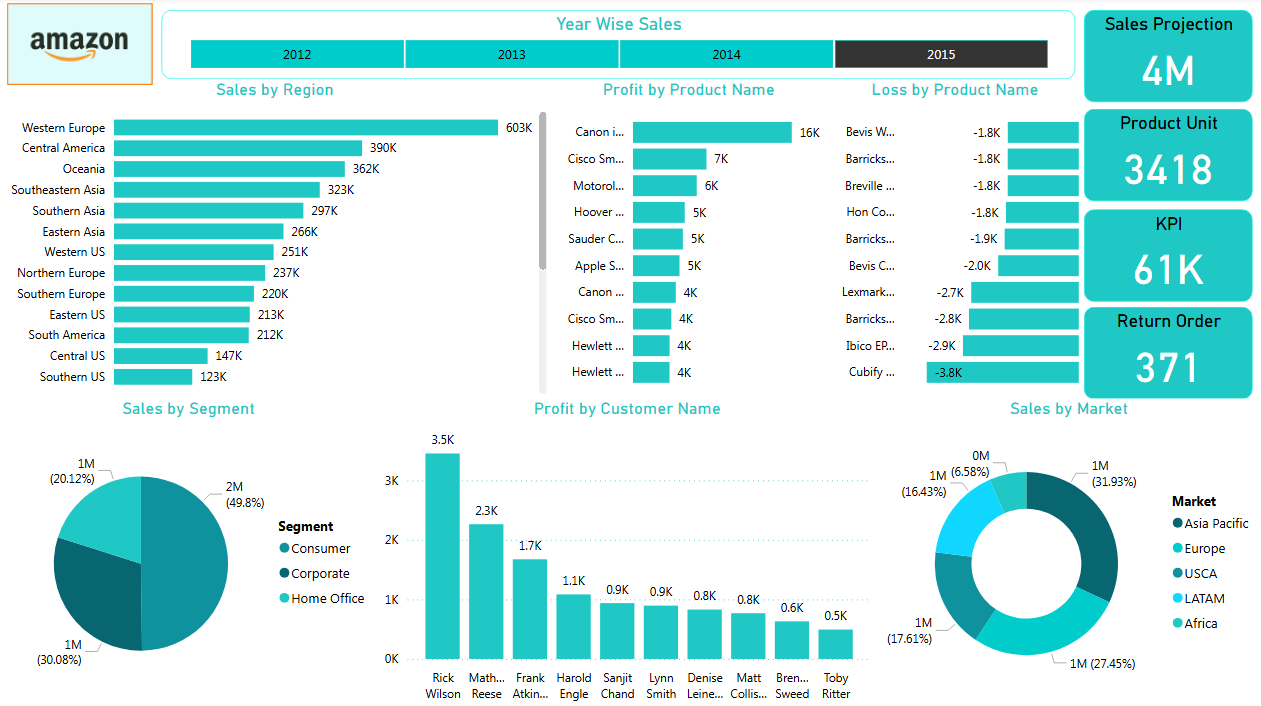 amazon
Year Wise Sales
2012 2013 2014 2015
Sales Projection
4M
Product Unit
3418
KPI
61K
Return Order
371
Sales by Region
Western Europe 603K
Central America 390K
Oceania 362K
Southeastern Asia 323K
Southern Asia 297K
Eastern Asia 266K
Western US 251K
Northern Europe 237K
Southern Europe 220K
Eastern US 213K
South America 212K
Central US 147K
Southern US 123K
Profit by Product Name
Canon i... 16K
Cisco Sm... 7K
Motorol... 6K
Hoover ... 5K
Sauder C... 5K
Apple S... 5K
Canon ... 4K
Cisco Sm... 4K
Hewlett ... 4K
Hewlett ... 4K
Loss by Product Name
Bevis W... -1.8K
Barricks... -1.8K
Breville ... -1.8K
Hon Co... -1.8K
Barricks... -1.9K
Bevis C... -2.0K
Lexmark... -2.7K
Barricks... -2.8K
Ibico EP... -2.9K
Cubify ... -3.8K
Sales by Segment
1M
(20.12%)
2M
(49.8%)
1M
(30.08%)
Segment
Consumer
Corporate
Home Office
Profit by Customer Name
3K
2K
1K
0K
3.5K 2.3K 1.7K 1.1K 0.9K 0.9K 0.8K 0.8K 0.6K 0.5K
Rick Math... Frank Harold Sanjit Lynn Denise Matt Bren... Toby
Wilson Reese Atkin... Engle Chand Smith Leine... Collis... Sweed Ritter
Sales by Market
0M
(6.58%)
1M
(31.93%)
1M
(16.43%)
1M
(17.61%)
1M (27.45%)
Market
Asia Pacific
Europe
USCA
LATAM
Africa